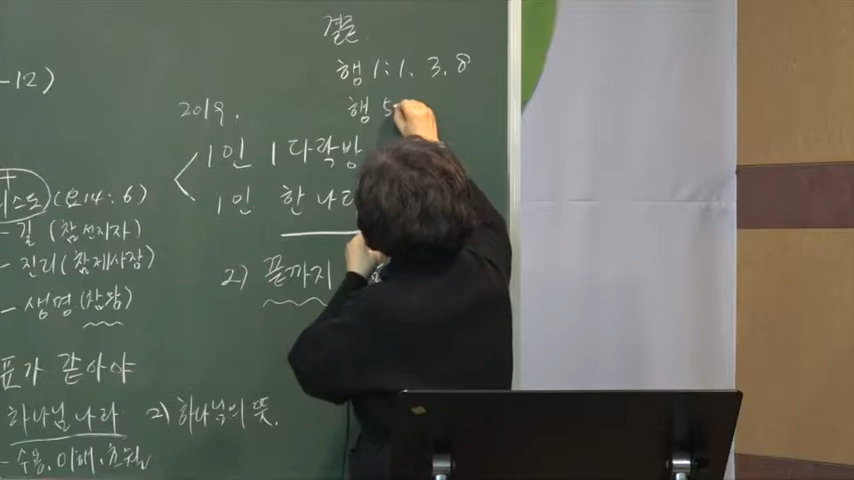 -12)
스도 (요14:6)
- 길 (참선지자)
- 진리 (참제사장)
- 생명 (참왕)
표가 같아야
하나님 나라 2) 하나님의 뜻.
- 수용, 이해, 초월
결론
행 1:1. 3. 8
2019. 행 5
1인 1다락방
1인 한 나
2) 끝까지